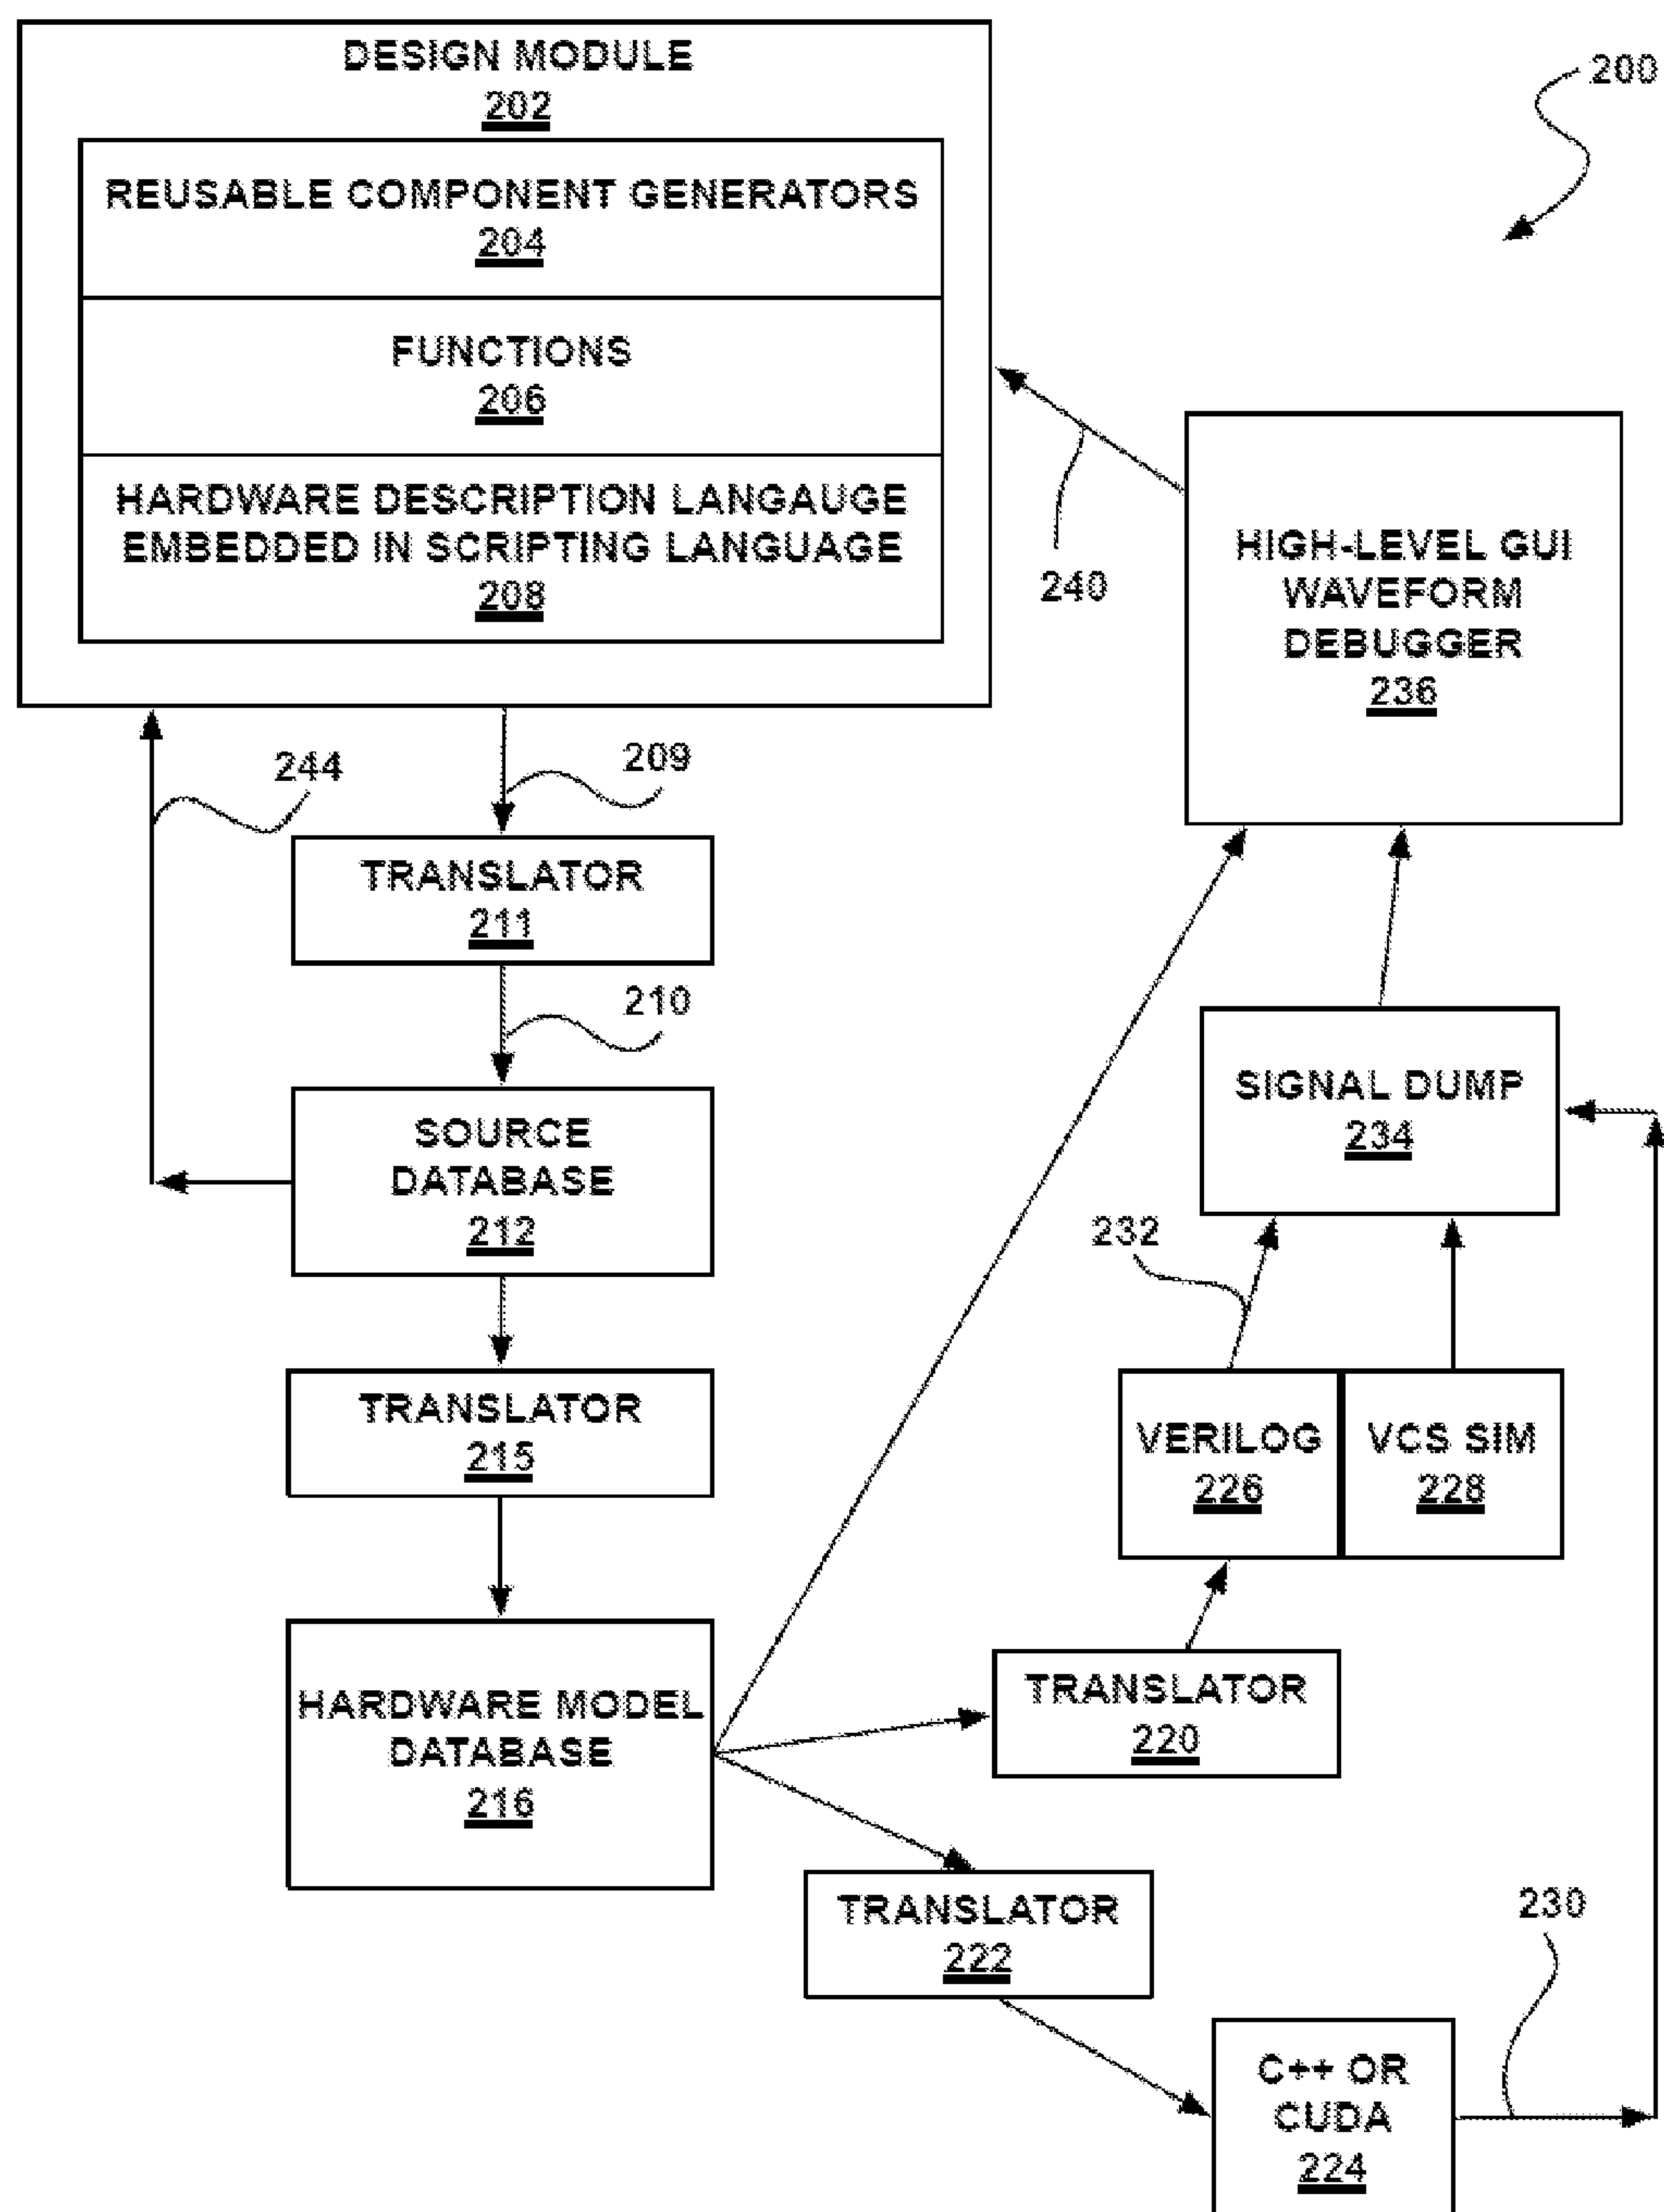 DESIGN MODULE
202
200
REUSABLE COMPONENT GENERATORS
204
FUNCTIONS
206
HARDWARE DESCRIPTION LANGAUGE
EMBEDDED IN SCRIPTING LANGUAGE
208
240
HIGH-LEVEL GUI
WAVEFORM
DEBUGGER
236
244
209
TRANSLATOR
211
210
SOURCE
DATABASE
212
SIGNAL DUMP
234
232
TRANSLATOR
215
VERILOG
226
VCS SIM
228
HARDWARE MODEL
DATABASE
216
TRANSLATOR
220
TRANSLATOR
222
230
C++ OR
CUDA
224